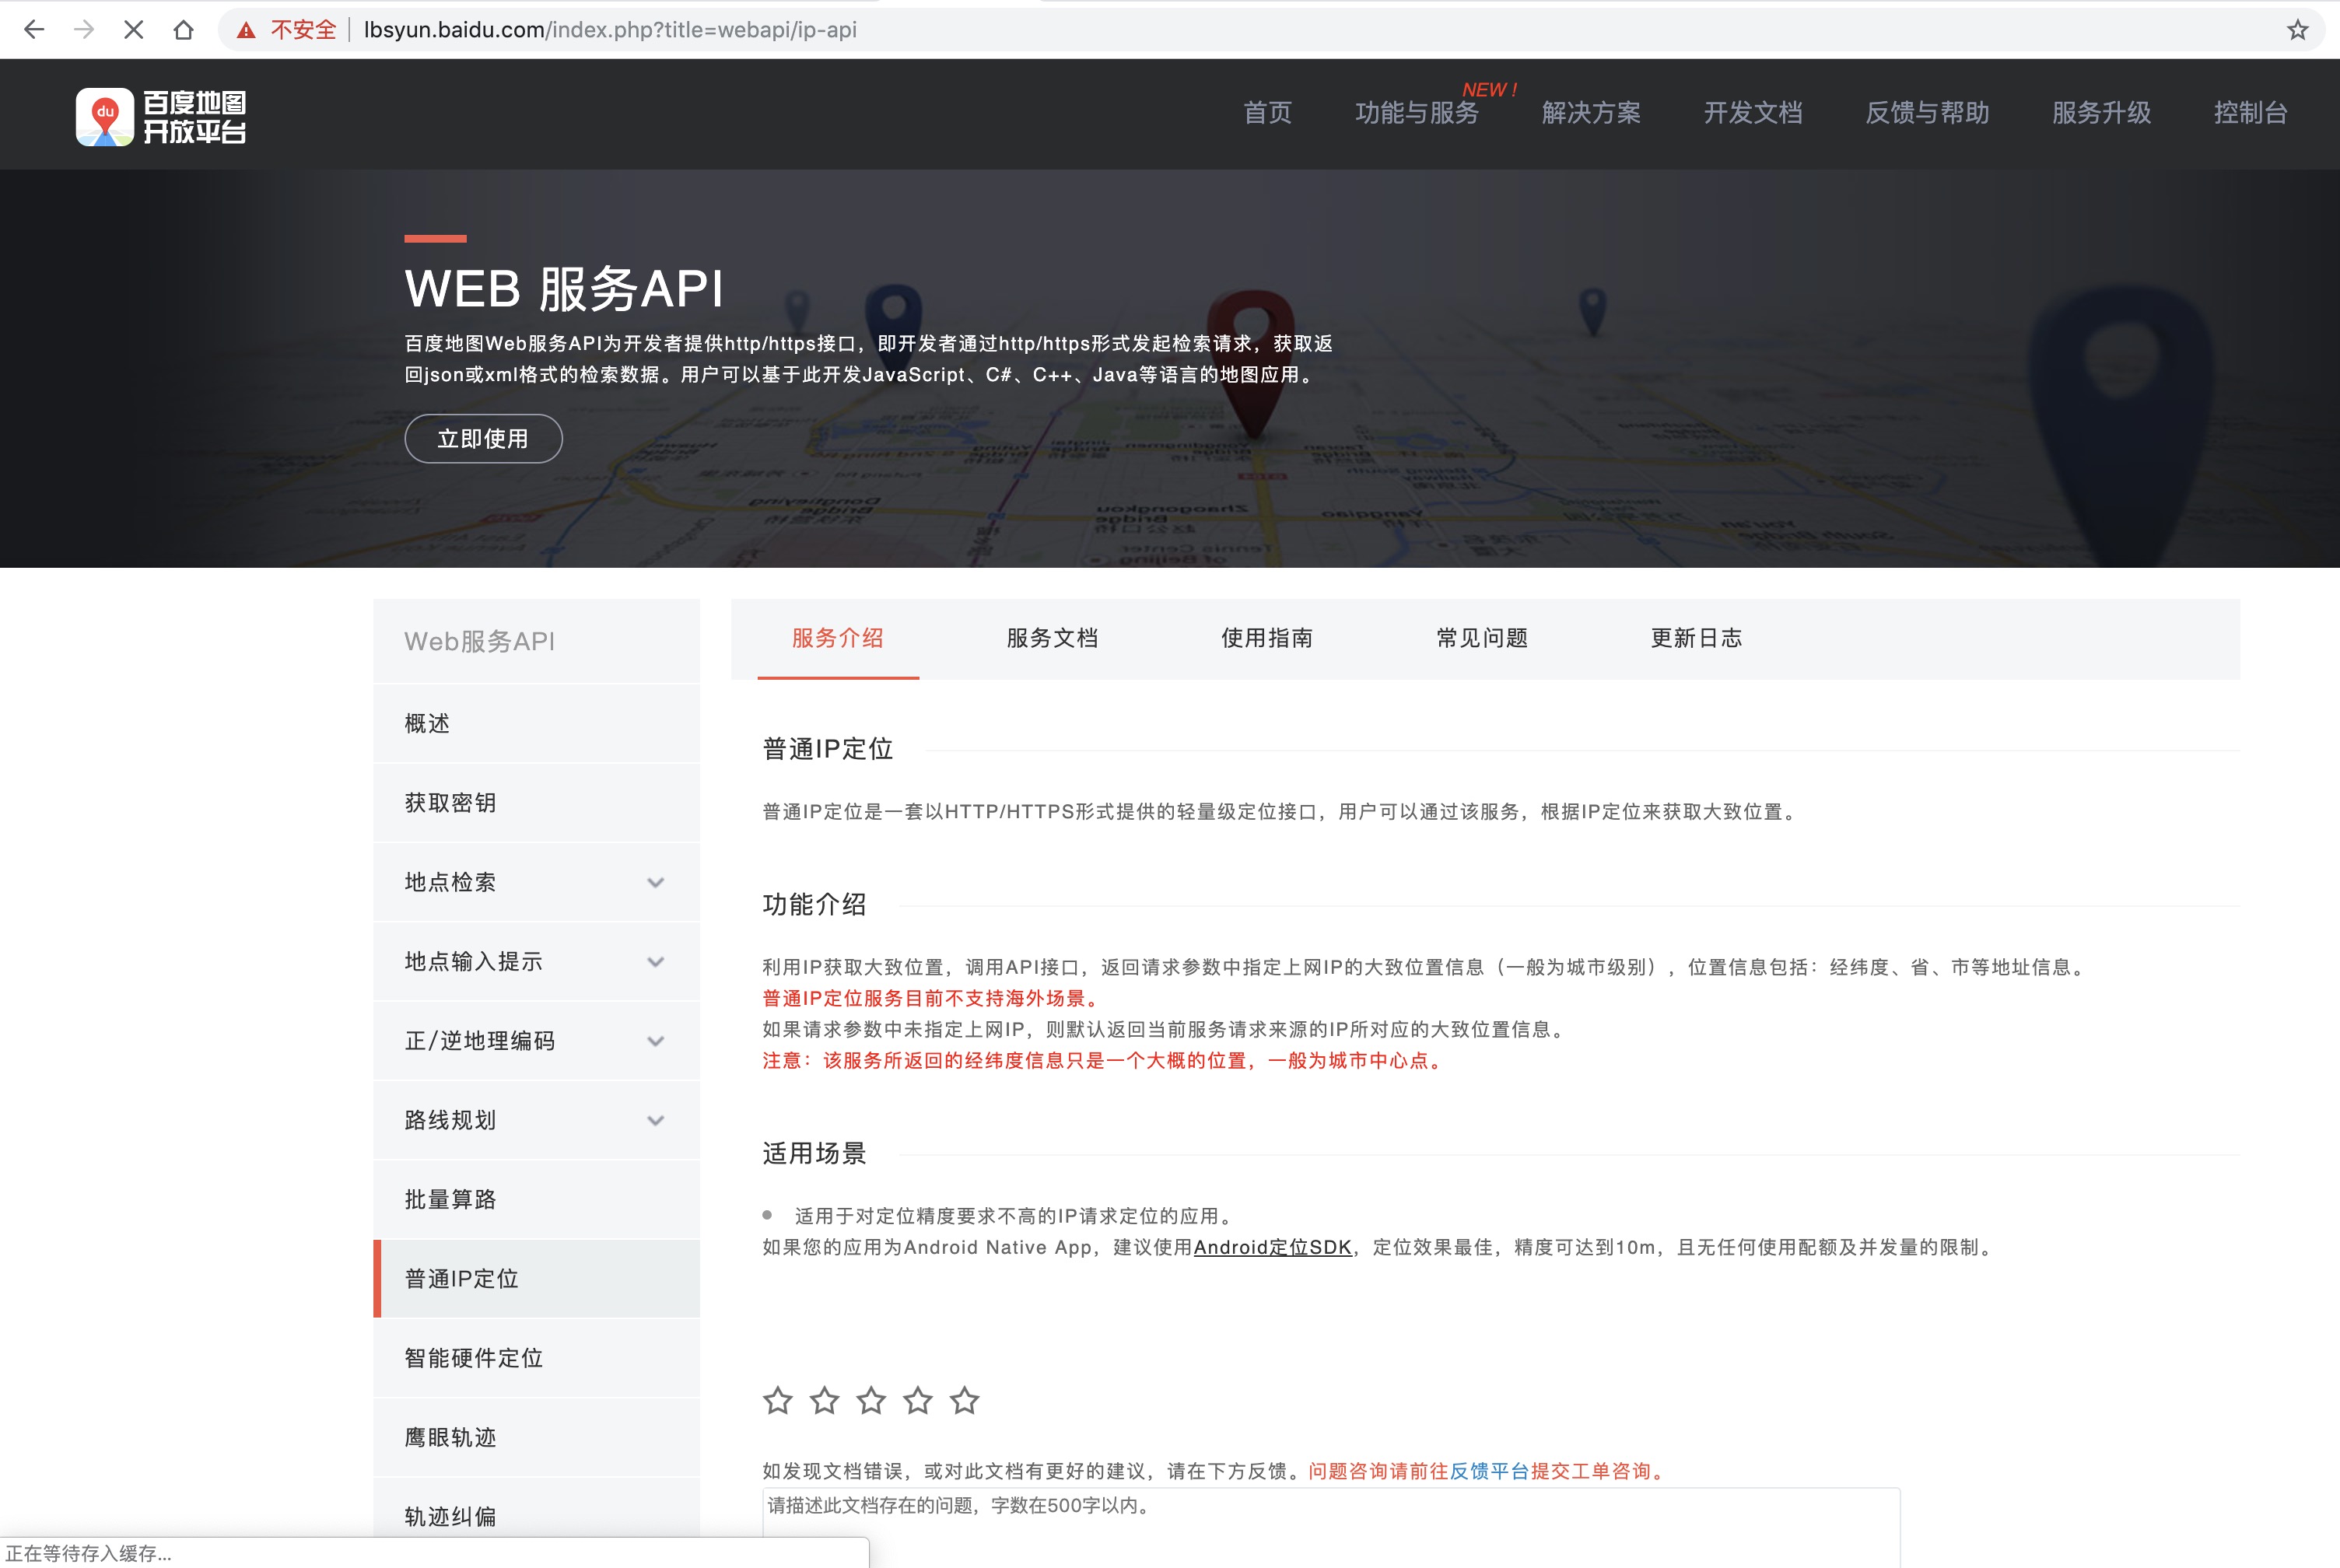 不安全 lbsyun.baidu.com/index.php?title=webapi/ip-api
du 百度地图
开放平台
首页 功能与服务 NEW ! 解决方案 开发文档 反馈与帮助 服务升级 控制台
WEB 服务API
百度地图Web服务API为开发者提供http/https接口，即开发者通过http/https形式发起检索请求，获取返
回json或xml格式的检索数据。用户可以基于此开发JavaScript、C#、C++、Java等语言的地图应用。
立即使用
Web服务API
概述
获取密钥
地点检索
地点输入提示
正/逆地理编码
路线规划
批量算路
普通IP定位
智能硬件定位
鹰眼轨迹
轨迹纠偏
服务介绍 服务文档 使用指南 常见问题 更新日志
普通IP定位
普通IP定位是一套以HTTP/HTTPS形式提供的轻量级定位接口，用户可以通过该服务，根据IP定位来获取大致位置。
功能介绍
利用IP获取大致位置，调用API接口，返回请求参数中指定上网IP的大致位置信息（一般为城市级别），位置信息包括：经纬度、省、市等地址信息。
普通IP定位服务目前不支持海外场景。
如果请求参数中未指定上网IP，则默认返回当前服务请求来源的IP所对应的大致位置信息。
注意：该服务所返回的经纬度信息只是一个大概的位置，一般为城市中心点。
适用场景
适用于对定位精度要求不高的IP请求定位的应用。
如果您的应用为Android Native App，建议使用Android定位SDK，定位效果最佳，精度可达到10m，且无任何使用配额及并发量的限制。
如发现文档错误，或对此文档有更好的建议，请在下方反馈。问题咨询请前往反馈平台提交工单咨询。
请描述此文档存在的问题，字数在500字以内。
正在等待存入缓存...